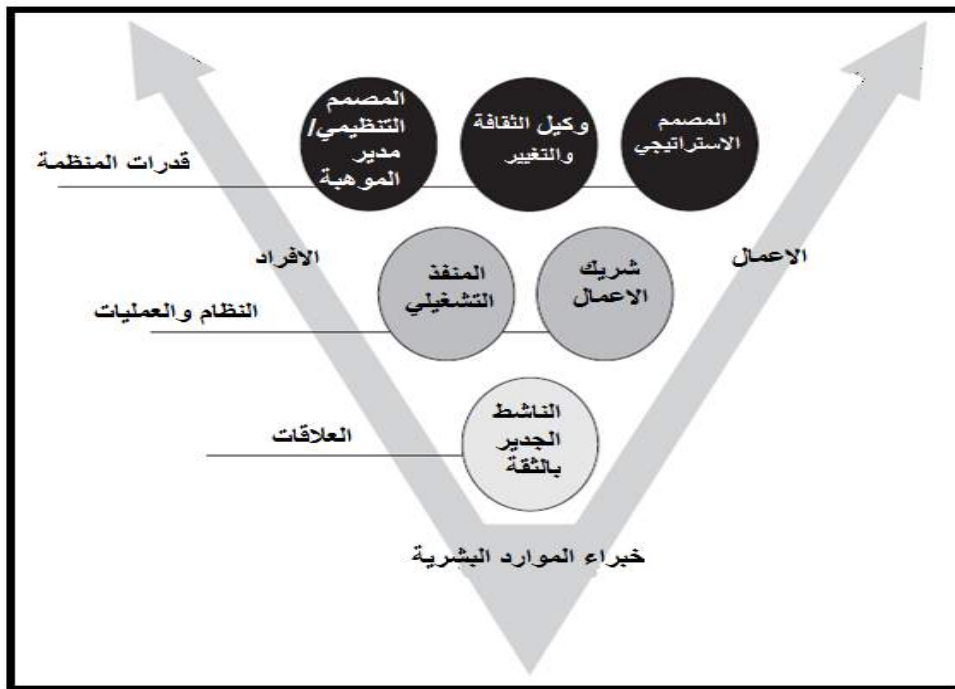 المصمم
الاستراتيجي
وكيل الثقافة
والتغيير
المصمم
التنظيمي/
مدير
الموهبة
قدرات المنظمة
الاعمال
الافراد
شريك
الاعمال
المنفذ
التشغيلي
النظام والعمليات
الناشط
الجدير
بالثقة
العلاقات
خبراء الموارد البشرية